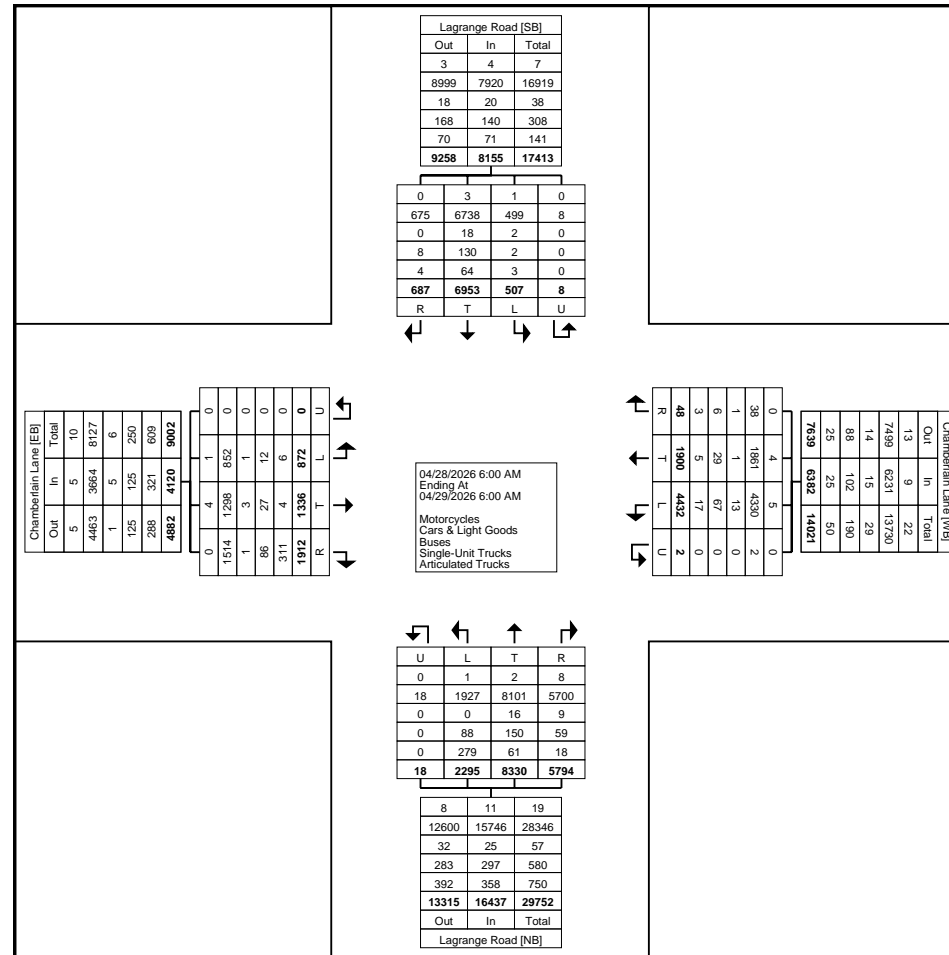 Lagrange Road [SB]
Out In Total
3 4 7
8999 7920 16919
18 20 38
168 140 308
70 71 141
9258 8155 17413
0 3 1 0
675 6738 499 8
0 18 2 0
8 130 2 0
4 64 3 0
687 6953 507 8
R T L U
Chamberlain Lane [EB]
Out In Total
5 5 10
4463 3664 8127
1 5 6
125 125 250
288 321 609
4882 4120 9002
0 4 1 0
1514 1298 852 0
1 3 1 0
86 27 12 0
311 4 6 0
1912 1336 872 0
R T L U
04/28/2026 6:00 AM
Ending At
04/29/2026 6:00 AM
Motorcycles
Cars & Light Goods
Buses
Single-Unit Trucks
Articulated Trucks
Chamberlain Lane [WB]
Out In Total
13 9 22
7499 6231 13730
14 15 29
88 102 190
25 25 50
7639 6382 14021
0 4 5 0
38 1861 4330 2
1 1 13 0
6 29 67 0
3 5 17 0
48 1900 4432 2
R T L U
U L T R
0 1 2 8
18 1927 8101 5700
0 0 16 9
0 88 150 59
0 279 61 18
18 2295 8330 5794
8 11 19
12600 15746 28346
32 25 57
283 297 580
392 358 750
13315 16437 29752
Out In Total
Lagrange Road [NB]